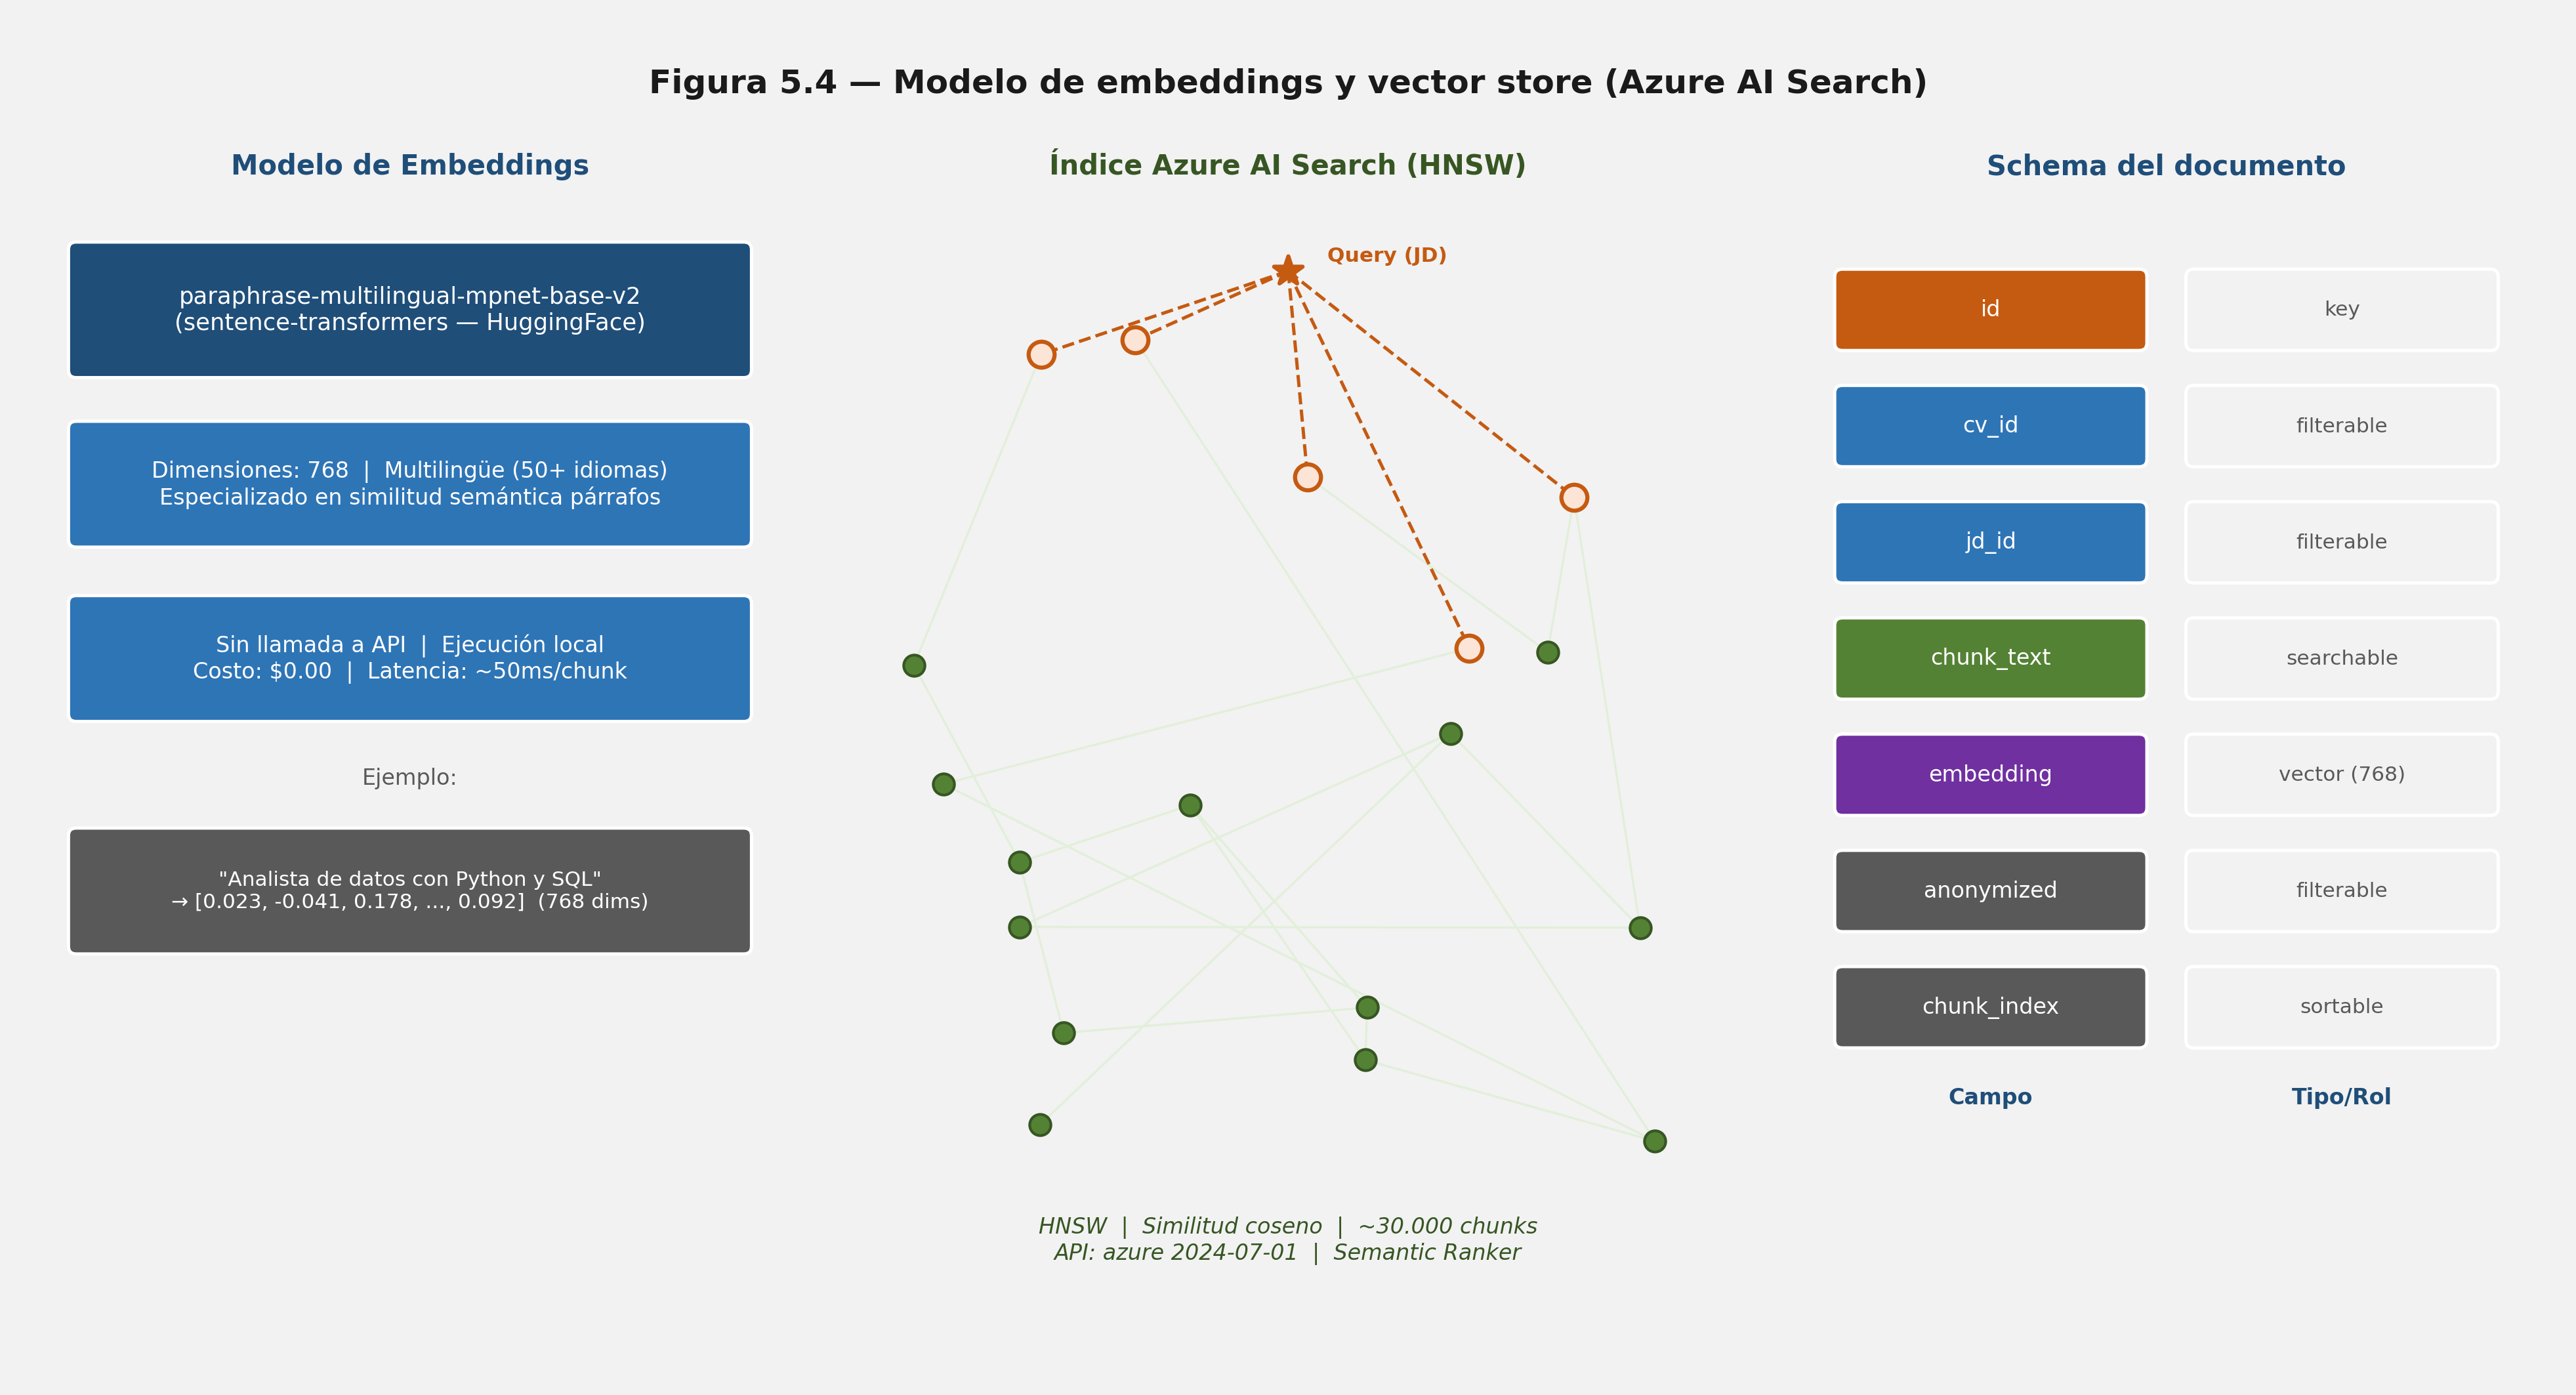 Figura 5.4 — Modelo de embeddings y vector store (Azure AI Search)
Modelo de Embeddings
paraphrase-multilingual-mpnet-base-v2
(sentence-transformers — HuggingFace)
Dimensiones: 768  |  Multilingüe (50+ idiomas)
Especializado en similitud semántica párrafos
Sin llamada a API  |  Ejecución local
Costo: $0.00  |  Latencia: ~50ms/chunk
Ejemplo:
"Analista de datos con Python y SQL"
→ [0.023, -0.041, 0.178, ..., 0.092]  (768 dims)
Índice Azure AI Search (HNSW)
Query (JD)
HNSW  |  Similitud coseno  |  ~30.000 chunks
API: azure 2024-07-01  |  Semantic Ranker
Schema del documento
id key
cv_id filterable
jd_id filterable
chunk_text searchable
embedding vector (768)
anonymized filterable
chunk_index sortable
Campo Tipo/Rol